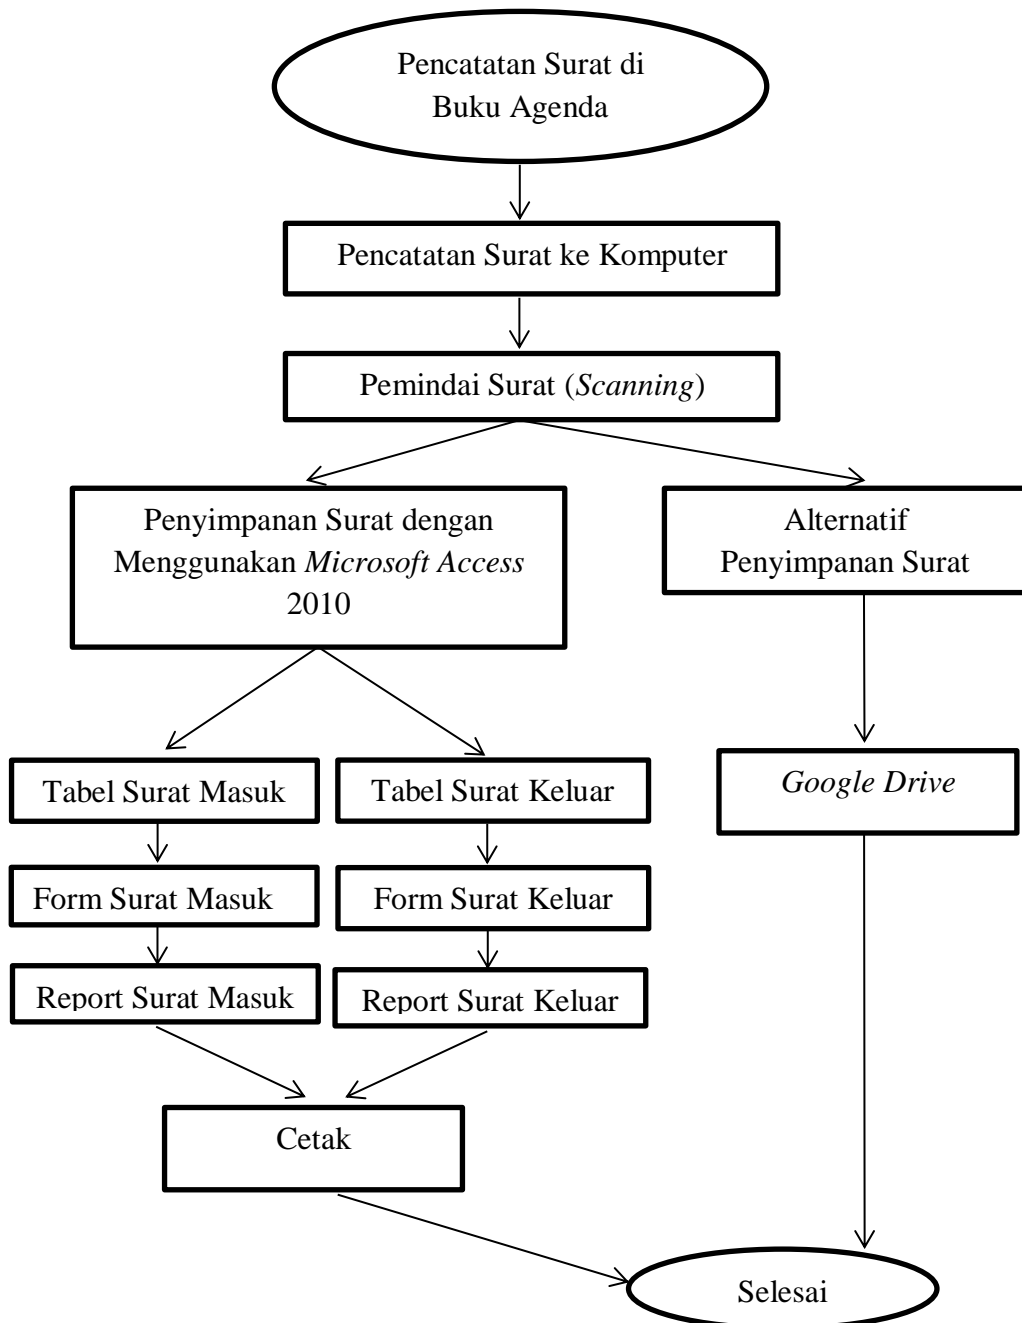 Pencatatan Surat di
Buku Agenda
Pencatatan Surat ke Komputer
Pemindai Surat (Scanning)
Penyimpanan Surat dengan
Menggunakan Microsoft Access
2010
Alternatif
Penyimpanan Surat
Tabel Surat Masuk
Tabel Surat Keluar
Google Drive
Form Surat Masuk
Form Surat Keluar
Report Surat Masuk
Report Surat Keluar
Cetak
Selesai